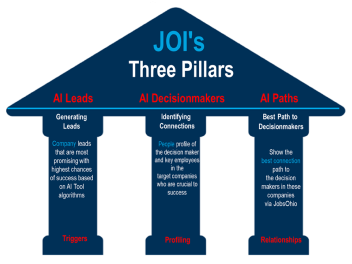 JOI's
Three Pillars
AI Leads
AI Decisionmakers
AI Paths
Generating
Leads
Company leads
that are most
promising with
highest chances
of success based
on AI Tool
algorithms
Triggers
Identifying
Connections
People profile of
the decision maker
and key employees
in the
target companies
who are crucial to
success
Profiling
Best Path to
Decisionmakers
Show the
best connection
path to
the decision
makers in these
companies
via JobsOhio
Relationships